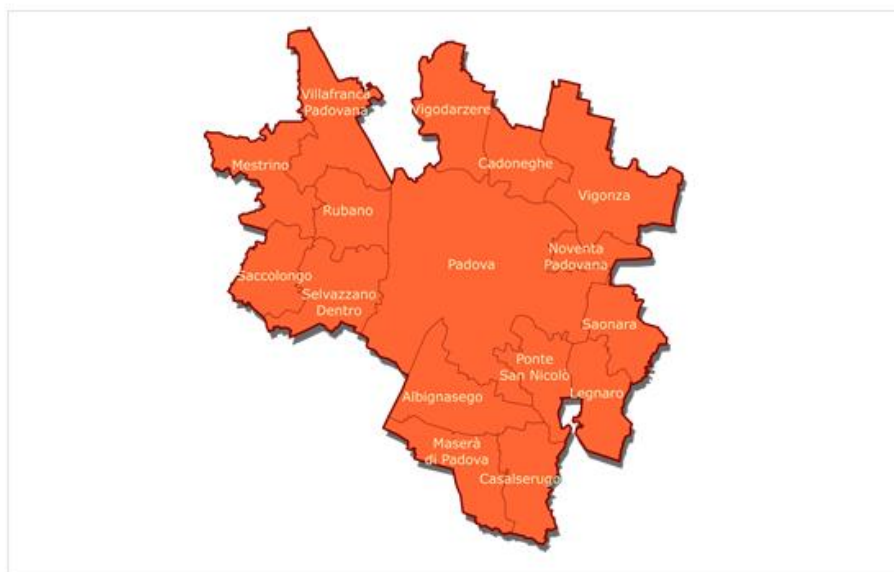 Villafranca
Padovana
Vigodarzere
Mestrino
Cadoneghe
Vigonza
Rubano
Noventa
Padovana
Padova
Saccolongo
Selvazzano
Dentro
Saonara
Ponte
San Nicolò
Legnaro
Albignasego
Maserà
di Padova
Casalserugo